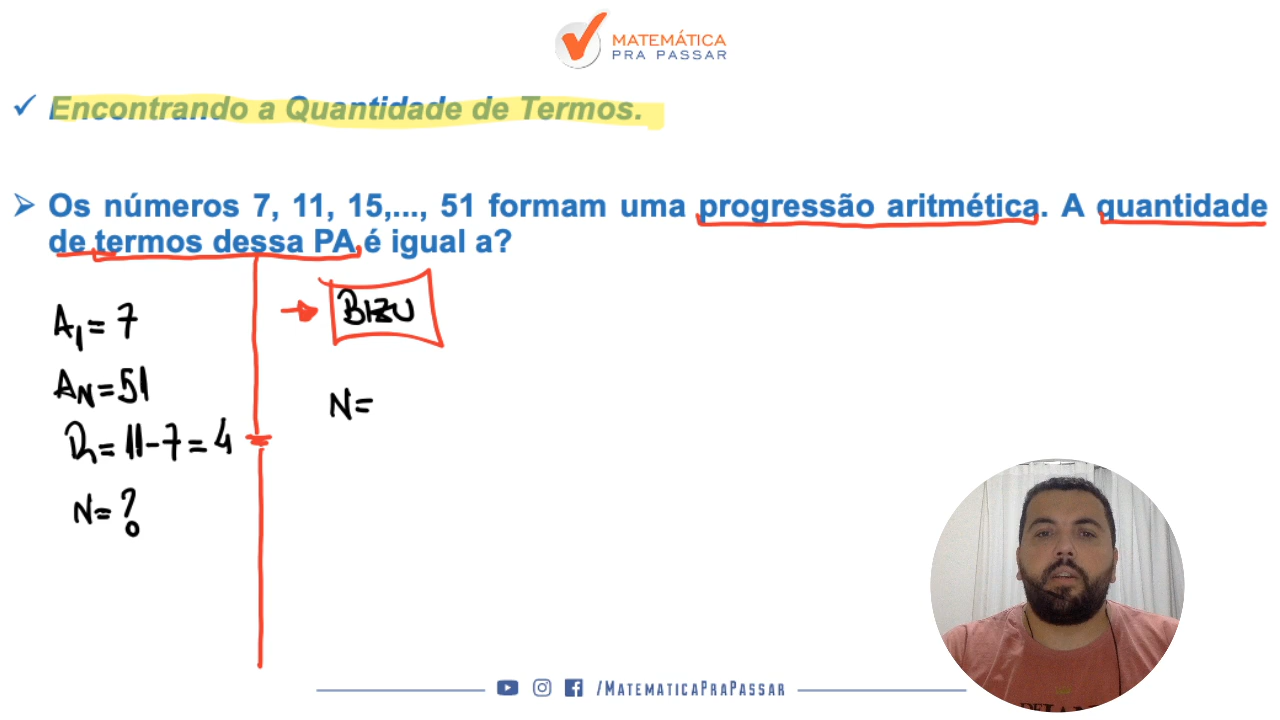 MATEMÁTICA
PRA PASSAR
Encontrando a Quantidade de Termos.
Os números 7, 11, 15,..., 51 formam uma progressão aritmética. A quantidade
de termos dessa PA é igual a?
A1 = 7
AN = 51
R = 11 - 7 = 4
N = ?
BIZU
N =
/MATEMATICAPRAPASSAR